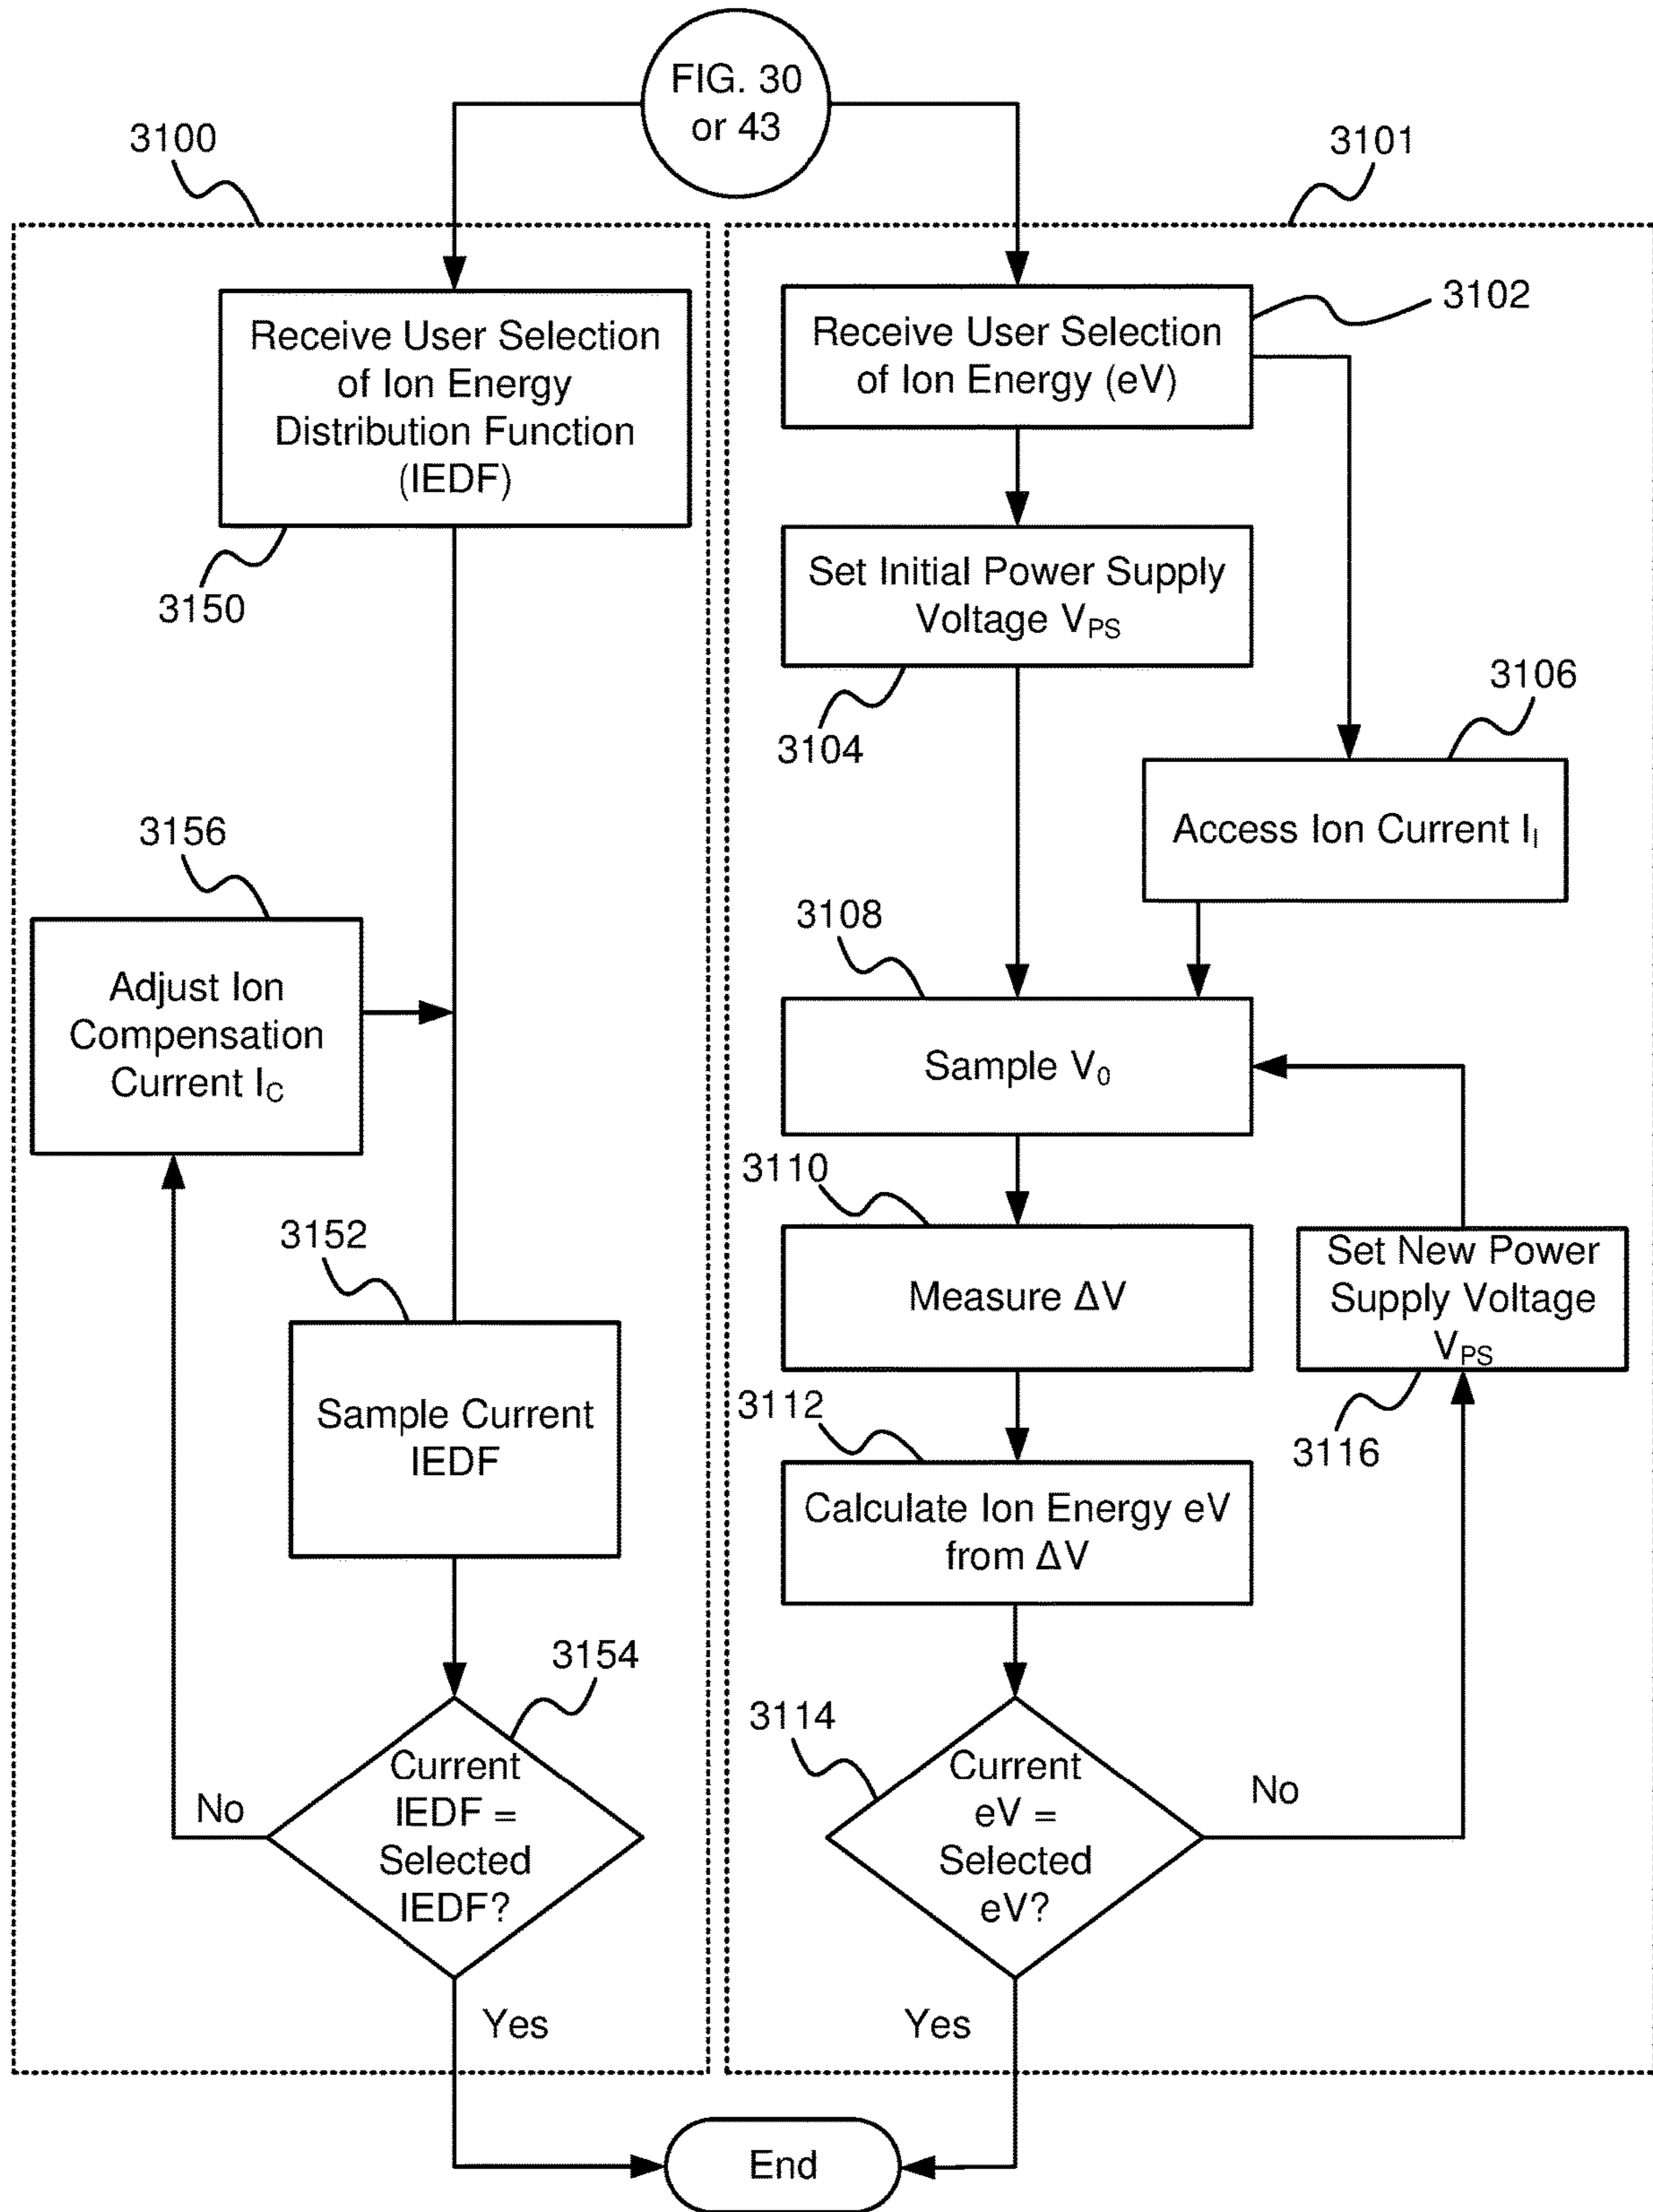 FIG. 30
or 43
3100
3101
Receive User Selection
of Ion Energy
Distribution Function
(IEDF)
3150
Receive User Selection
of Ion Energy (eV)
3102
Set Initial Power Supply
Voltage VPS
3104
3106
Access Ion Current II
3156
Adjust Ion
Compensation
Current IC
3108
Sample V0
3110
Measure ΔV
Set New Power
Supply Voltage
VPS
3116
3152
Sample Current
IEDF
3112
Calculate Ion Energy eV
from ΔV
3154
Current
IEDF =
Selected
IEDF?
No
Yes
3114
Current
eV =
Selected
eV?
No
Yes
End